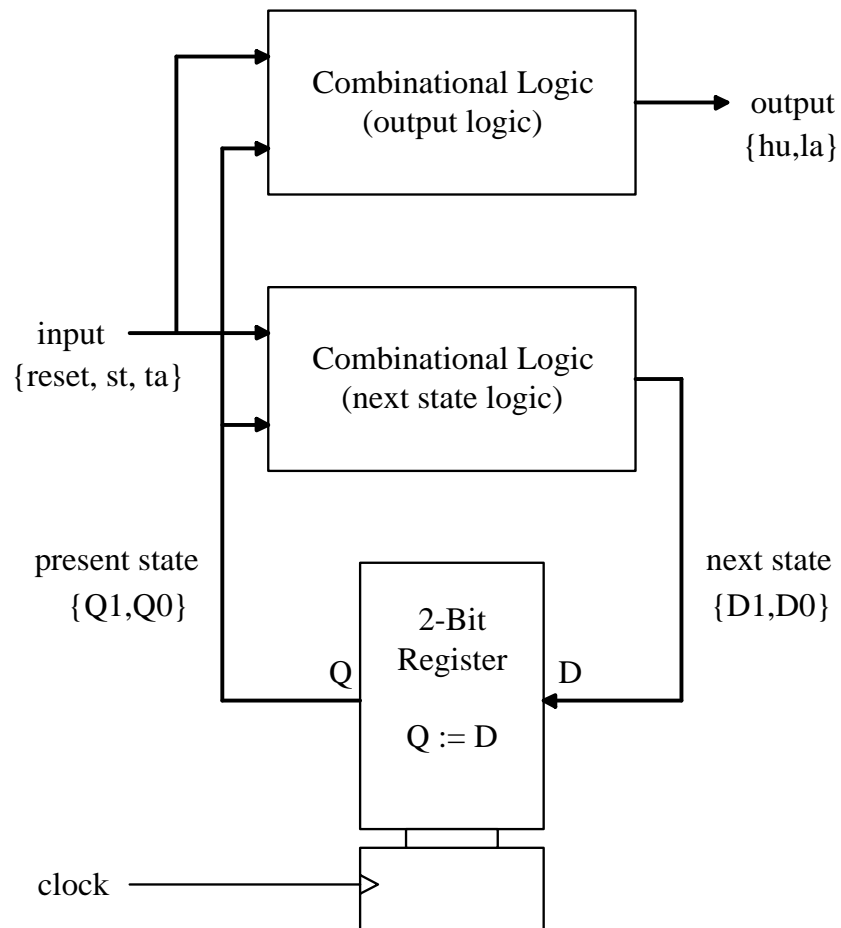 Combinational Logic
(output logic)
output
{hu,la}
input
{reset, st, ta}
Combinational Logic
(next state logic)
present state
{Q1,Q0}
next state
{D1,D0}
2-Bit
Register
Q
D
Q := D
clock